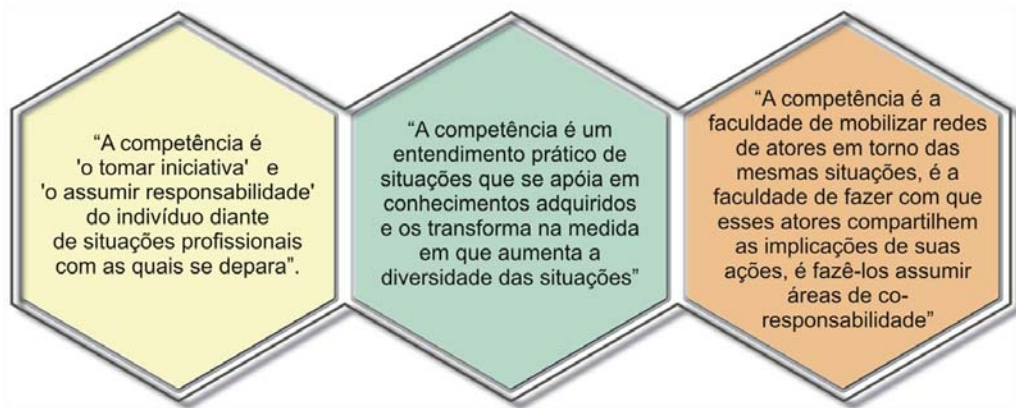 “A competência é
'o tomar iniciativa' e
'o assumir responsabilidade'
do indivíduo diante
de situações profissionais
com as quais se depara”.
“A competência é um
entendimento prático de
situações que se apóia em
conhecimentos adquiridos
e os transforma na medida
em que aumenta a
diversidade das situações”
“A competência é a
faculdade de mobilizar redes
de atores em torno das
mesmas situações, é a
faculdade de fazer com que
esses atores compartilhem
as implicações de suas
ações, é fazê-los assumir
áreas de co-
responsabilidade”